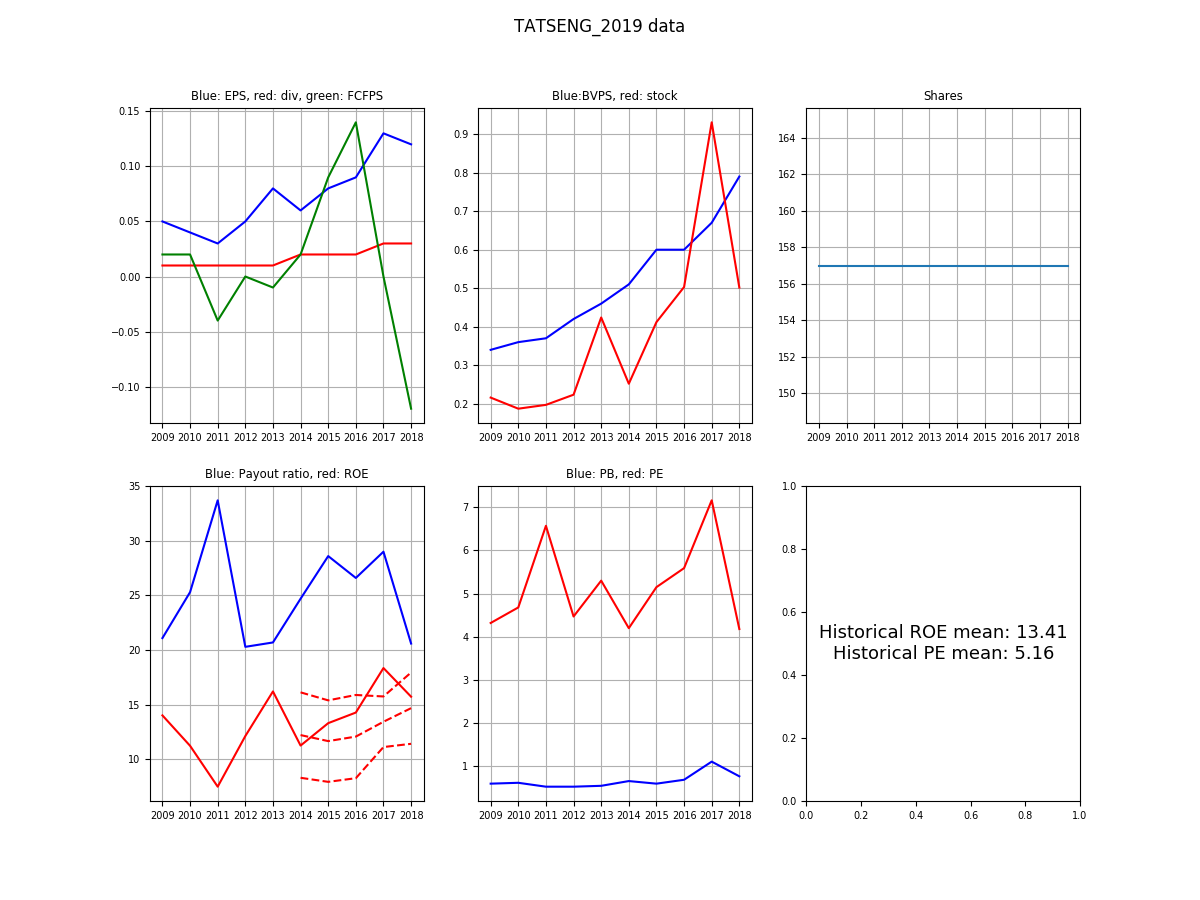 TATSENG_2019 data
Blue: EPS, red: div, green: FCFPS
0.15
0.10
0.05
0.00
−0.05
−0.10
2009 2010 2011 2012 2013 2014 2015 2016 2017 2018
Blue:BVPS, red: stock
0.9
0.8
0.7
0.6
0.5
0.4
0.3
0.2
2009 2010 2011 2012 2013 2014 2015 2016 2017 2018
Shares
164
162
160
158
156
154
152
150
2009 2010 2011 2012 2013 2014 2015 2016 2017 2018
Blue: Payout ratio, red: ROE
35
30
25
20
15
10
2009 2010 2011 2012 2013 2014 2015 2016 2017 2018
Blue: PB, red: PE
7
6
5
4
3
2
1
2009 2010 2011 2012 2013 2014 2015 2016 2017 2018
1.0
0.8
0.6
0.4
0.2
0.0
Historical ROE mean: 13.41
Historical PE mean: 5.16
0.0 0.2 0.4 0.6 0.8 1.0